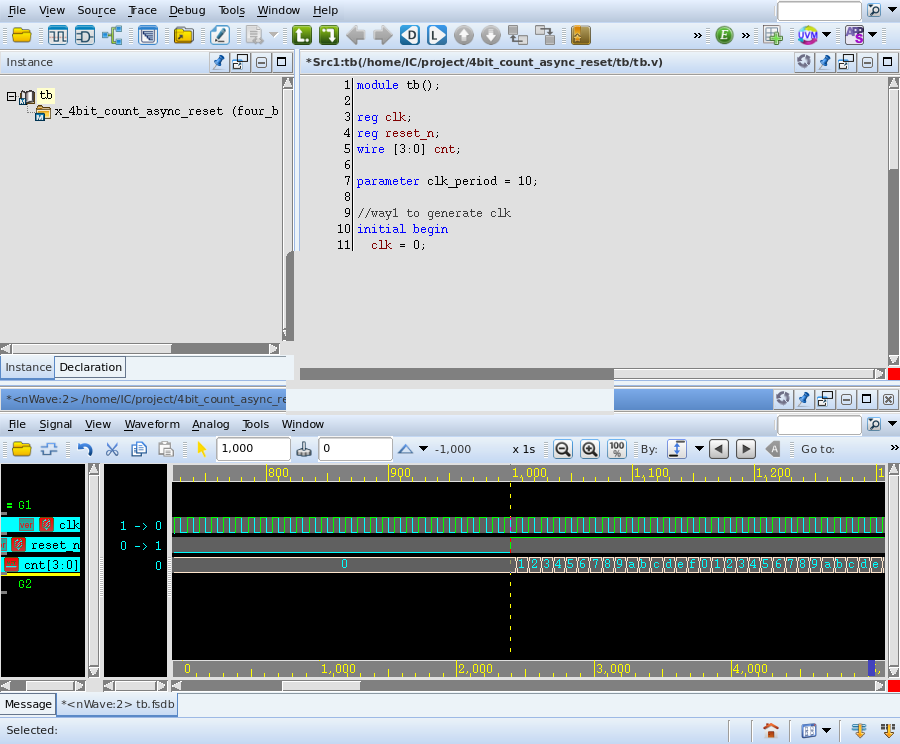 File View Source Trace Debug Tools Window Help
Instance
*Src1:tb(/home/IC/project/4bit_count_async_reset/tb/tb.v)
tb
x_4bit_count_async_reset (four_b
1 module tb();
2
3 reg clk;
4 reg reset_n;
5 wire [3:0] cnt;
6
7 parameter clk_period = 10;
8
9 //way1 to generate clk
10 initial begin
11 clk = 0;
Instance Declaration
*<nWave:2> /home/IC/project/4bit_count_async_re
File Signal View Waveform Analog Tools Window
1,000 0 -1,000 x 1s 100% By: Go to: »
800 900 1,000 1,100 1,200 1
= G1
clk 1 -> 0
reset_n 0 -> 1
cnt[3:0] 0 0 1 2 3 4 5 6 7 8 9 a b c d e f 0 1 2 3 4 5 6 7 8 9 a b c d e
G2
0 1,000 2,000 3,000 4,000
Message *<nWave:2> tb.fsdb
Selected: